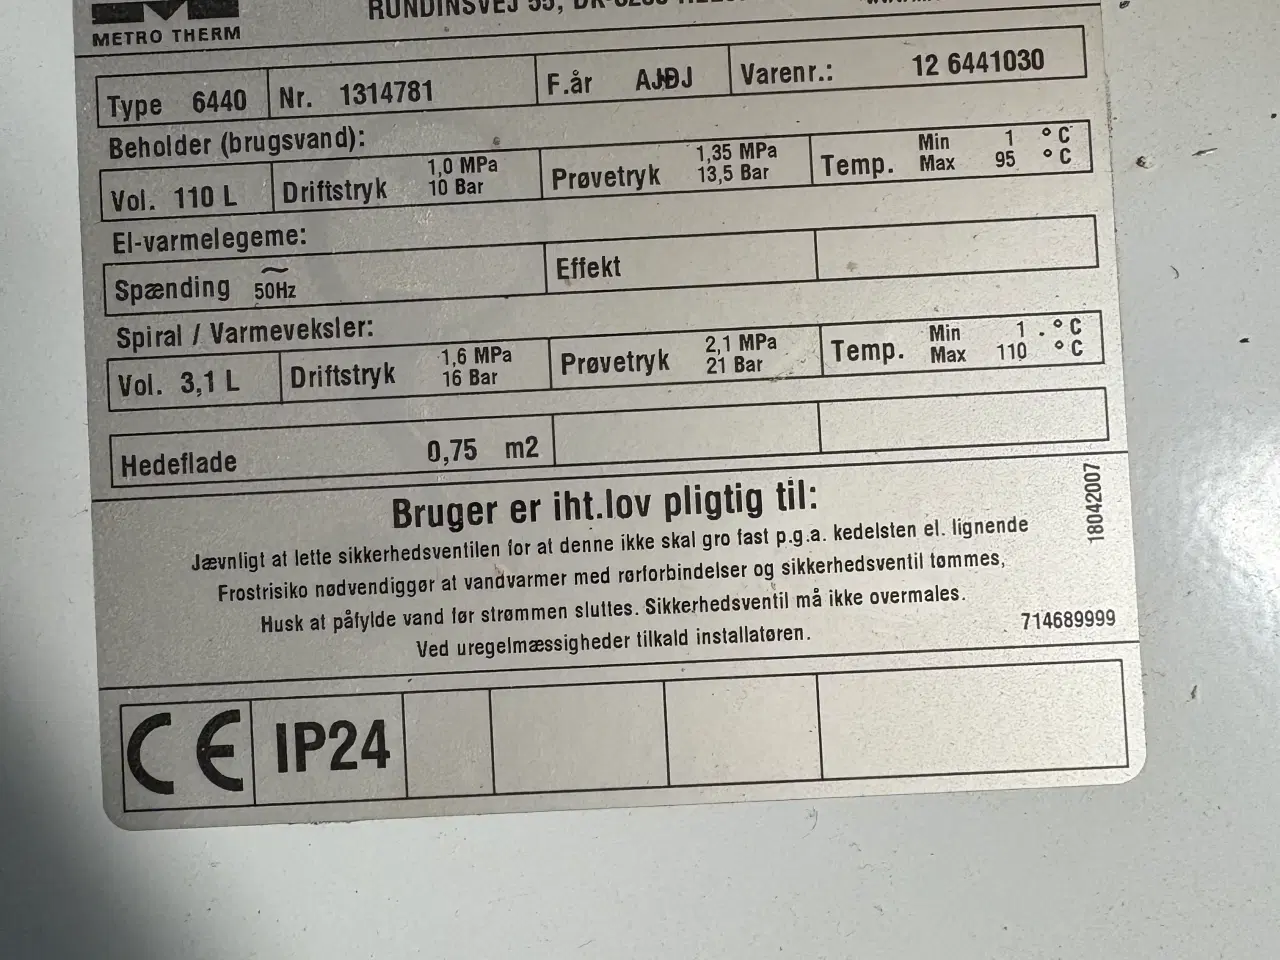 METRO THERM
RUNDINSVEJ 55,
Type 6440 Nr. 1314781 F.år AJĐJ Varenr.: 12 6441030
Beholder (brugsvand):
Vol. 110 L Driftstryk 1,0 MPa 10 Bar Prøvetryk 1,35 MPa 13,5 Bar Temp. Min 1 °C Max 95 °C
El-varmelegeme:
Spænding 50Hz Effekt
Spiral / Varmeveksler:
Vol. 3,1 L Driftstryk 1,6 MPa 16 Bar Prøvetryk 2,1 MPa 21 Bar Temp. Min 1 °C Max 110 °C
Hedeflade 0,75 m2
Bruger er iht.lov pligtig til:
Jævnligt at lette sikkerhedsventilen for at denne ikke skal gro fast p.g.a. kedelsten el. lignende
Frostrisiko nødvendiggør at vandvarmer med rørforbindelser og sikkerhedsventil tømmes,
Husk at påfylde vand før strømmen sluttes. Sikkerhedsventil må ikke overmales.
Ved uregelmæssigheder tilkald installatøren.
18042007
714689999
CE IP24